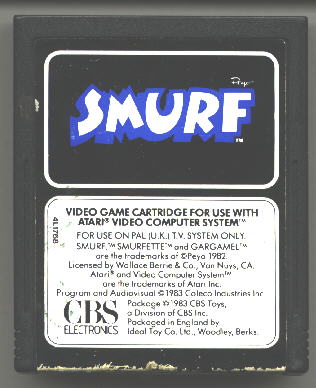 Peyo
SMURF™
411768
VIDEO GAME CARTRIDGE FOR USE WITH
ATARI® VIDEO COMPUTER SYSTEM™
FOR USE ON PAL (U.K.) T.V. SYSTEM ONLY.
SMURF,™ SMURFETTE™ and GARGAMEL™
are the trademarks of ©Peyo 1982.
Licensed by Wallace Berrie & Co., Van Nuys, CA.
Atari® and Video Computer System™
are the trademarks of Atari Inc.
Program and Audiovisual ©1983 Coleco Industries Inc
CBS
ELECTRONICS
Package ℗1983 CBS Toys,
a Division of CBS Inc.
Packaged in England by
Ideal Toy Co. Ltd., Woodley, Berks.